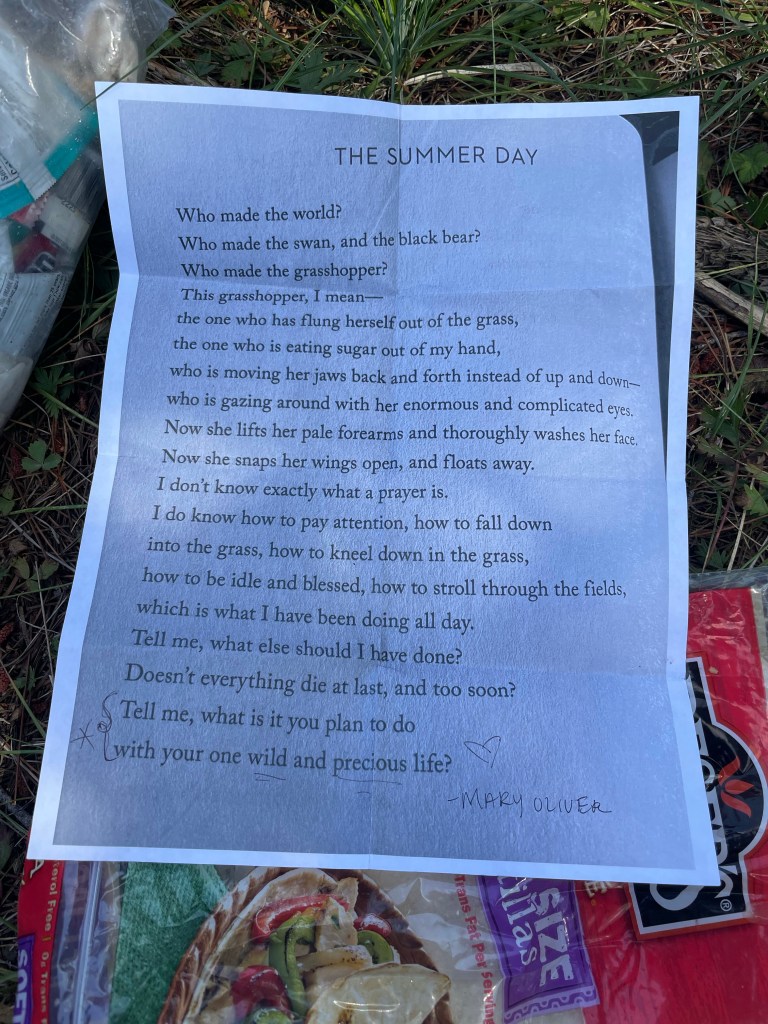 THE SUMMER DAY
Who made the world?
Who made the swan, and the black bear?
Who made the grasshopper?
This grasshopper, I mean—
the one who has flung herself out of the grass,
the one who is eating sugar out of my hand,
who is moving her jaws back and forth instead of up and down—
who is gazing around with her enormous and complicated eyes.
Now she lifts her pale forearms and thoroughly washes her face.
Now she snaps her wings open, and floats away.
I don't know exactly what a prayer is.
I do know how to pay attention, how to fall down
into the grass, how to kneel down in the grass,
how to be idle and blessed, how to stroll through the fields,
which is what I have been doing all day.
Tell me, what else should I have done?
Doesn't everything die at last, and too soon?
Tell me, what is it you plan to do
with your one wild and precious life?
-MARY OLIVER
Trans Fat Per
SIZE
®